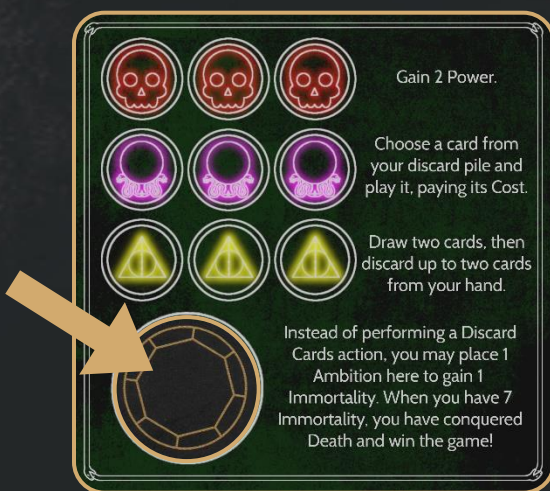 Gain 2 Power.
Choose a card from
your discard pile and
play it, paying its Cost.
Draw two cards, then
discard up to two cards
from your hand.
Instead of performing a Discard
Cards action, you may place 1
Ambition here to gain 1
Immortality. When you have 7
Immortality, you have conquered
Death and win the game!